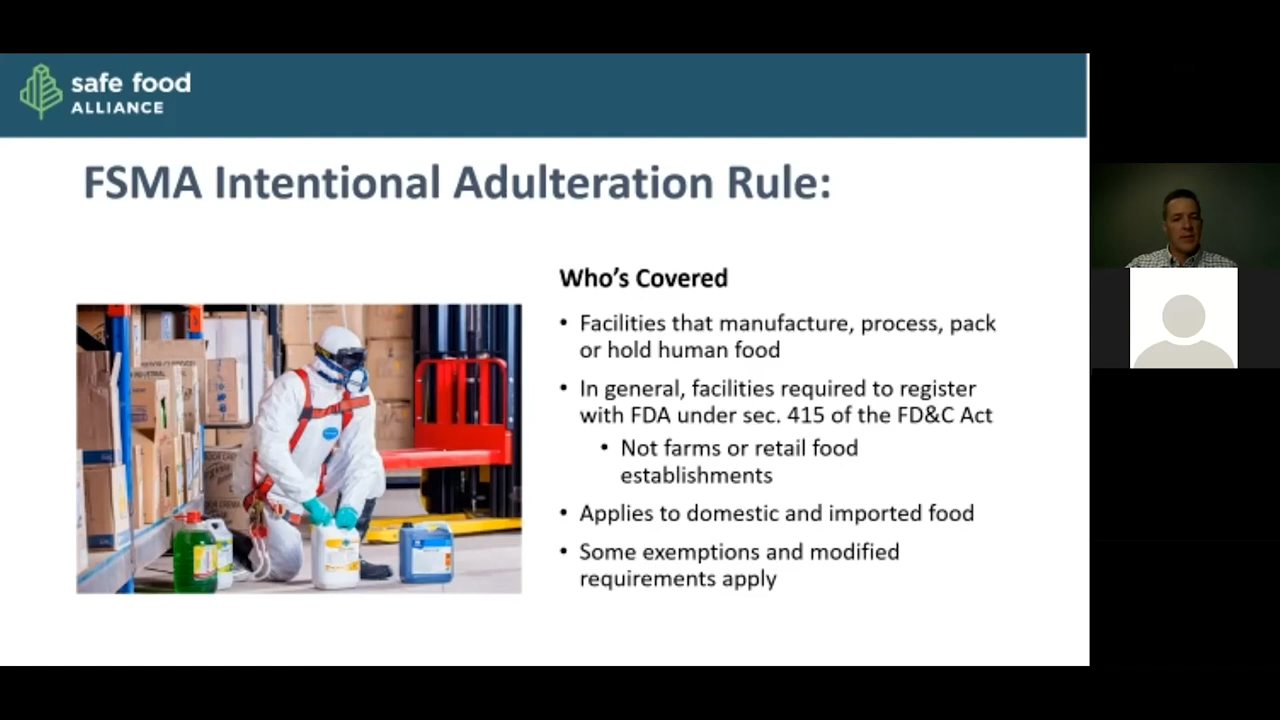 safe food
ALLIANCE
FSMA Intentional Adulteration Rule:
Who's Covered
• Facilities that manufacture, process, pack
or hold human food
• In general, facilities required to register
with FDA under sec. 415 of the FD&C Act
• Not farms or retail food
establishments
• Applies to domestic and imported food
• Some exemptions and modified
requirements apply